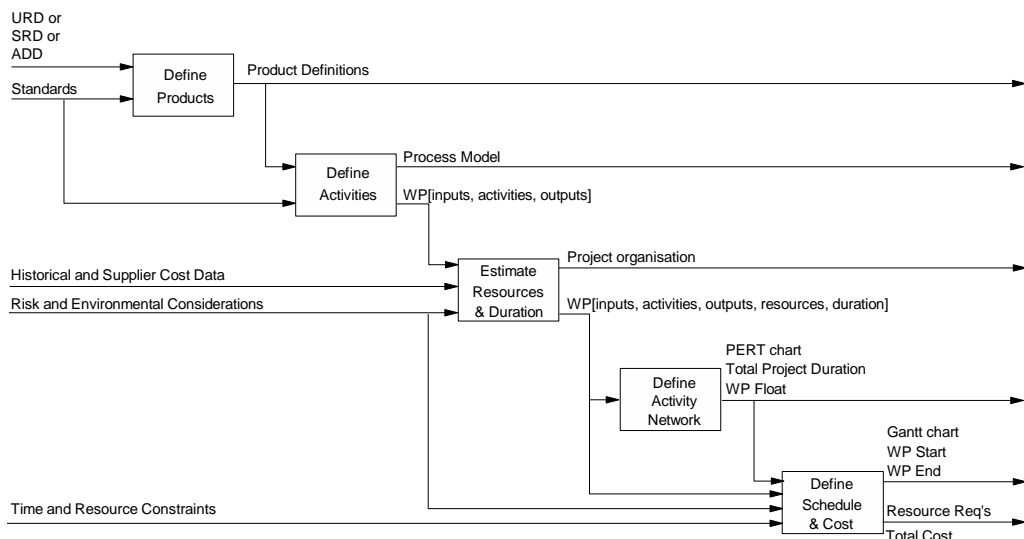 URD or
SRD or
ADD
Standards
Define
Products
Product Definitions
Define
Activities
Process Model
WP[inputs, activities, outputs]
Historical and Supplier Cost Data
Risk and Environmental Considerations
Estimate
Resources
& Duration
Project organisation
WP[inputs, activities, outputs, resources, duration]
Define
Activity
Network
PERT chart
Total Project Duration
WP Float
Time and Resource Constraints
Define
Schedule
& Cost
Gantt chart
WP Start
WP End
Resource Req's
Total Cost